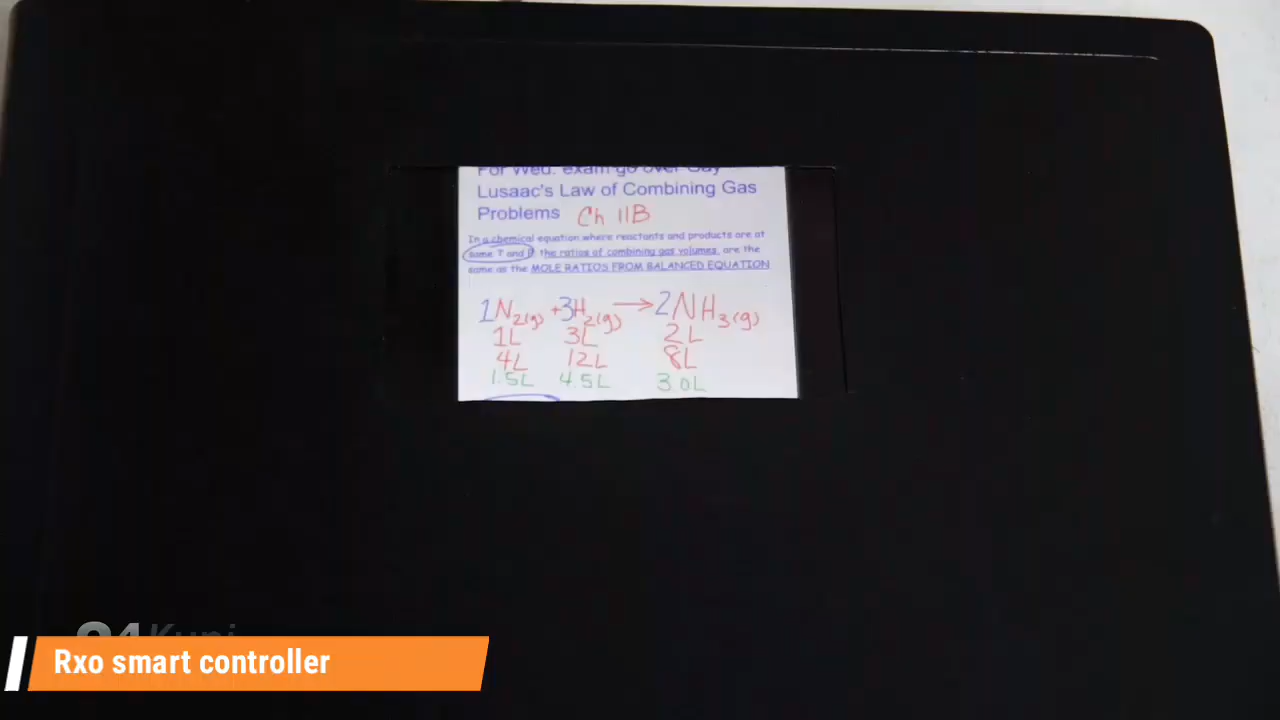 For Wed. exam go over Gay
Lusaac's Law of Combining Gas
Problems Ch 11B
In a chemical equation where reactants and products are at
same T and P, the ratios of combining gas volumes, are the
same as the MOLE RATIOS FROM BALANCED EQUATION
1N2(g) +3H2(g) → 2NH3(g)
1L 3L 2L
4L 12L 8L
1.5L 4.5L 3.0L
Rxo smart controller